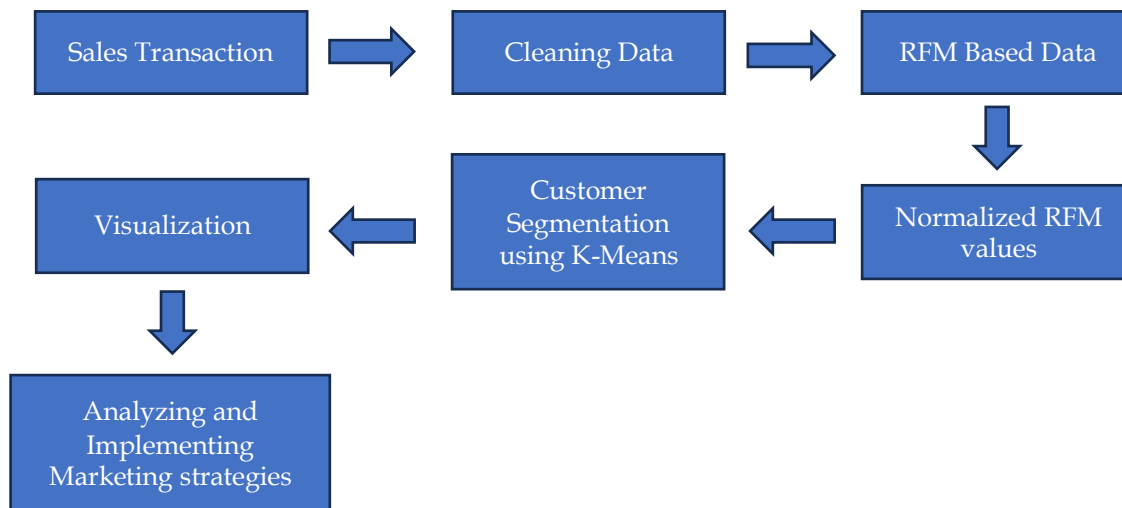 Sales Transaction
Cleaning Data
RFM Based Data
Normalized RFM
values
Customer
Segmentation
using K-Means
Visualization
Analyzing and
Implementing
Marketing strategies